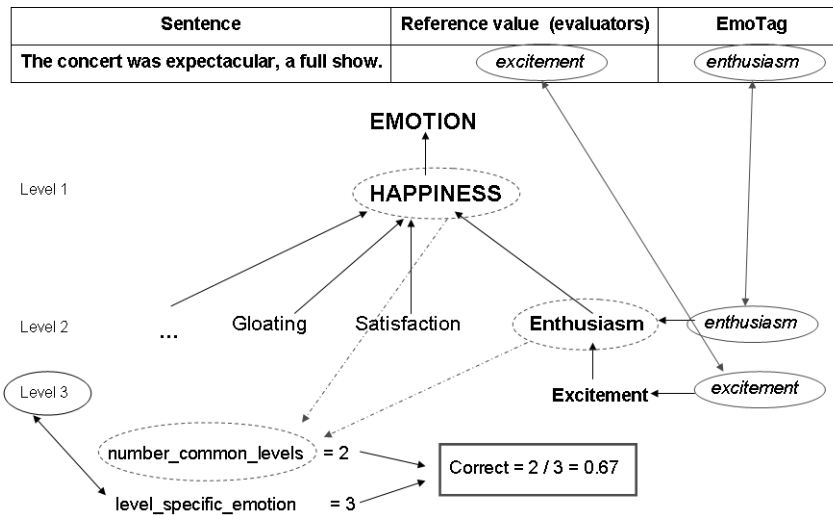 Sentence Reference value (evaluators) EmoTag
The concert was expectacular, a full show. excitement enthusiasm
EMOTION
Level 1 HAPPINESS
Level 2 ... Gloating Satisfaction Enthusiasm enthusiasm
Level 3 Excitement excitement
number_common_levels = 2
Correct = 2 / 3 = 0.67
level_specific_emotion = 3